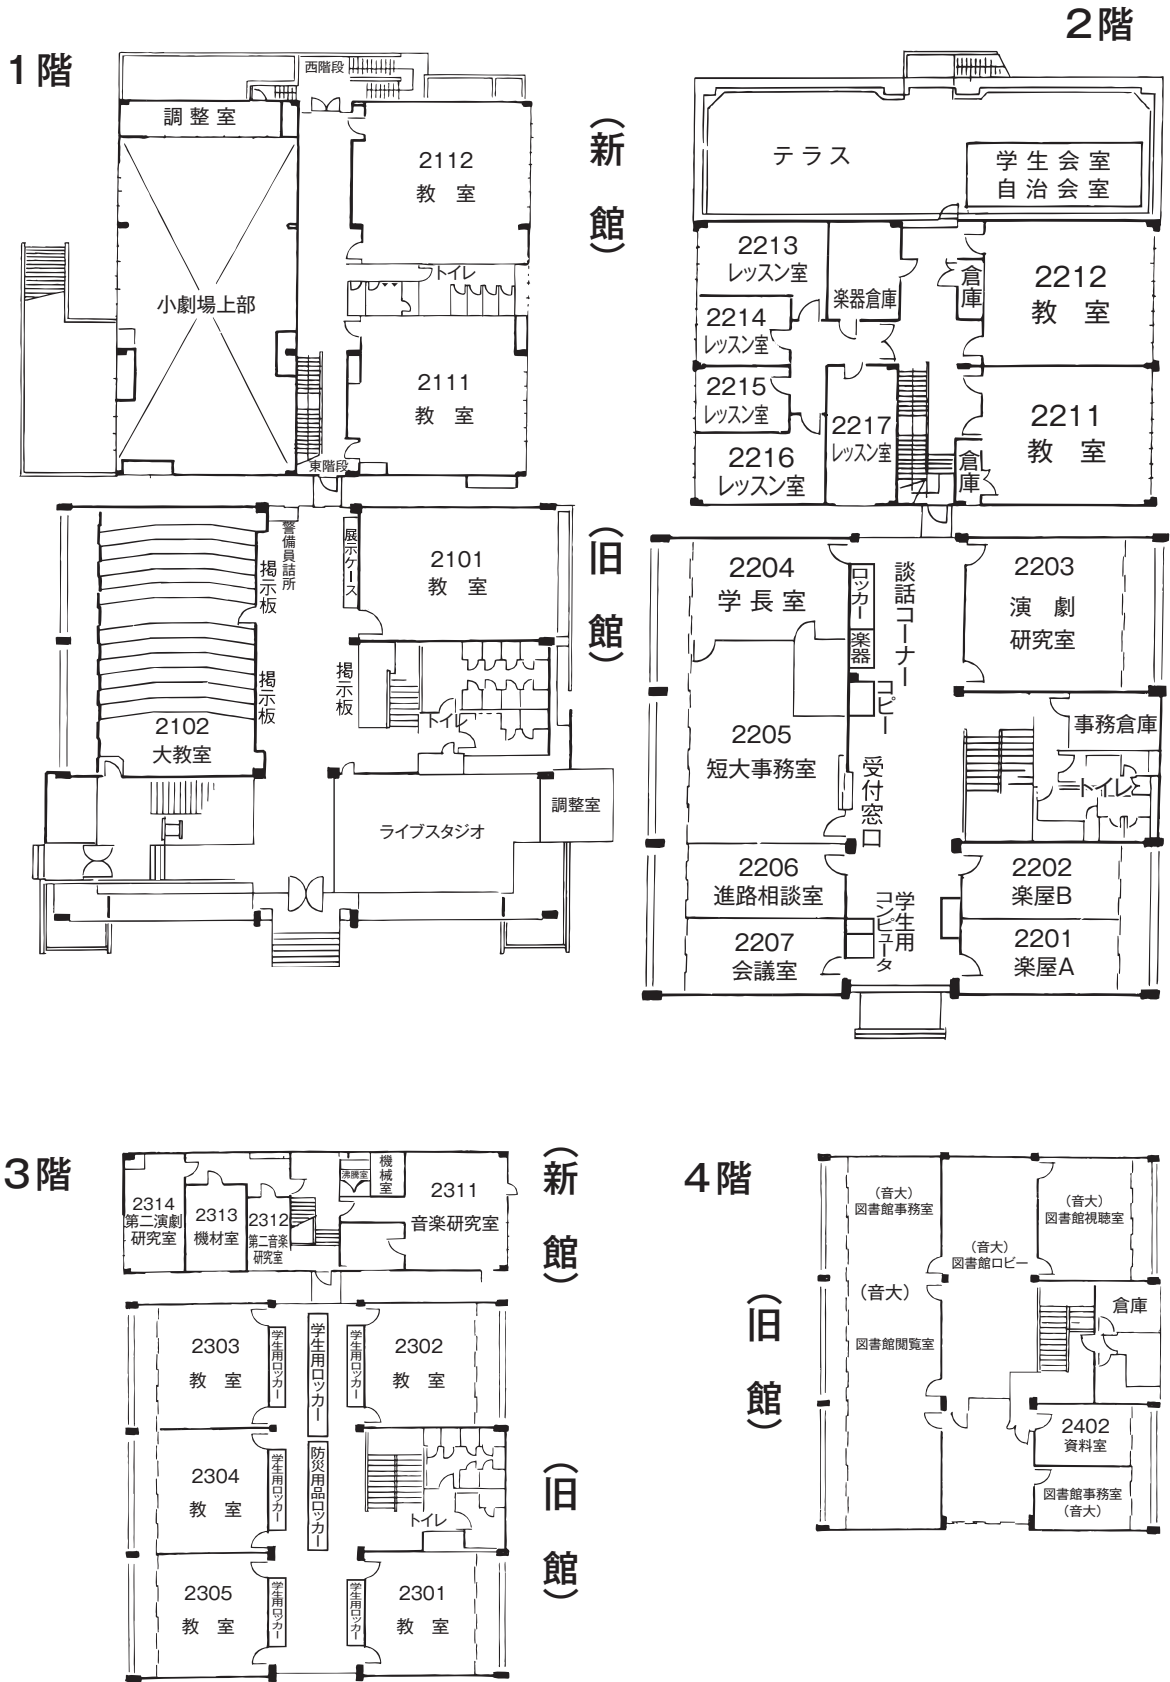 1階
西階段
調整室
2112
教室
トイレ
小劇場上部
2111
教室
東階段
(新館)
警備員詰所
展示ケース
掲示板
2101
教室
掲示板
掲示板
トイレ
2102
大教室
ライブスタジオ
調整室
(旧館)
2階
テラス
学生会室
自治会室
2213
レッスン室
楽器倉庫
倉庫
2212
教室
2214
レッスン室
2215
レッスン室
2217
レッスン室
2211
教室
2216
レッスン室
倉庫
2204
学長室
ロッカー
楽器
談話コーナー
2203
演劇
研究室
コピー
2205
短大事務室
受付窓口
事務倉庫
トイレ
2206
進路相談室
2202
楽屋B
学生用
コンピュータ
2207
会議室
2201
楽屋A
3階
2314
第二演劇
研究室
2313
機材室
2312
第二音楽
研究室
沸騰室
機械室
2311
音楽研究室
(新館)
2303
教室
学生用ロッカー
学生用ロッカー
学生用ロッカー
2302
教室
2304
教室
学生用ロッカー
防災用品ロッカー
トイレ
2305
教室
学生用ロッカー
学生用ロッカー
2301
教室
(旧館)
4階
(音大)
図書館事務室
(音大)
図書館視聴室
(音大)
図書館ロビー
(音大)
図書館閲覧室
倉庫
2402
資料室
図書館事務室
(音大)
(旧館)